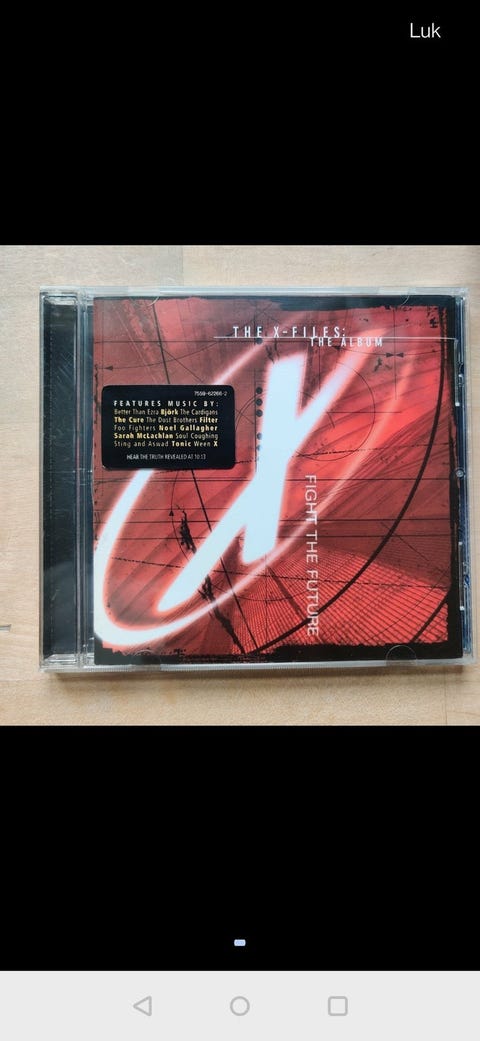 Luk
THE X-FILES:
THE ALBUM
7559-62266-2
FEATURES MUSIC BY:
Better Than Ezra Björk The Cardigans
The Cure The Dust Brothers Filter
Foo Fighters Noel Gallagher
Sarah McLachlan Soul Coughing
Sting and Aswad Tonic Ween X
HEAR THE TRUTH REVEALED AT 10:13
FIGHT THE FUTURE